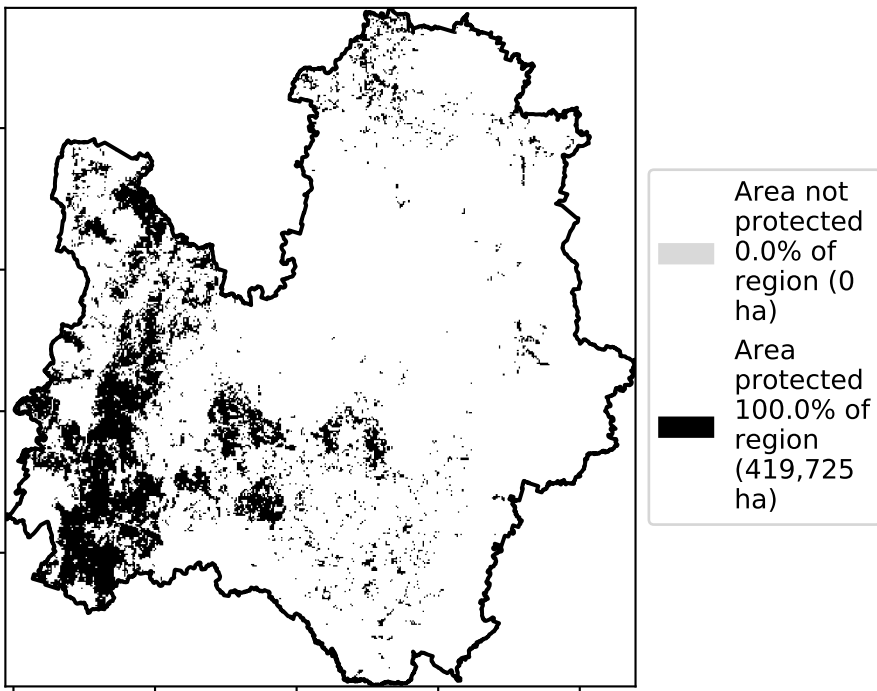 Area not
protected
0.0% of
region (0
ha)
Area
protected
100.0% of
region
(419,725
ha)